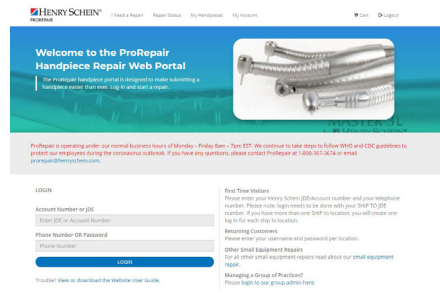 HENRY SCHEIN®
PROREPAIR
I Need a Repair Repair Status My Handpieces My Account Cart Logout
Welcome to the ProRepair
Handpiece Repair Web Portal
The ProRepair handpiece portal is designed to make submitting a
handpiece easier than ever. Log in and start a repair.
ProRepair is operating under our normal business hours of Monday - Friday 8am - 7pm EST. We continue to take steps to follow WHO and CDC guidelines to
protect our employees during the coronavirus outbreak. If you have any questions, please contact ProRepair at 1-800-367-3674 or email
prorepair@henryschein.com.
LOGIN
Account Number or JDE
Enter JDE or Account Number
Phone Number OR Password
Phone Number
LOGIN
Trouble? View or download the Website User Guide.
First Time Visitors
Please enter your Henry Schein JDE/Account number and your telephone
number. Please note: login needs to be done with your SHIP TO JDE
number. If you have more than one SHIP to location, you will create one
log in for each ship to location.
Returning Customers
Please enter your username and password per location.
Other Small Equipment Repairs
For all other small equipment repairs read about our small equipment
repair.
Managing a Group of Practices?
Please login to our group admin here.